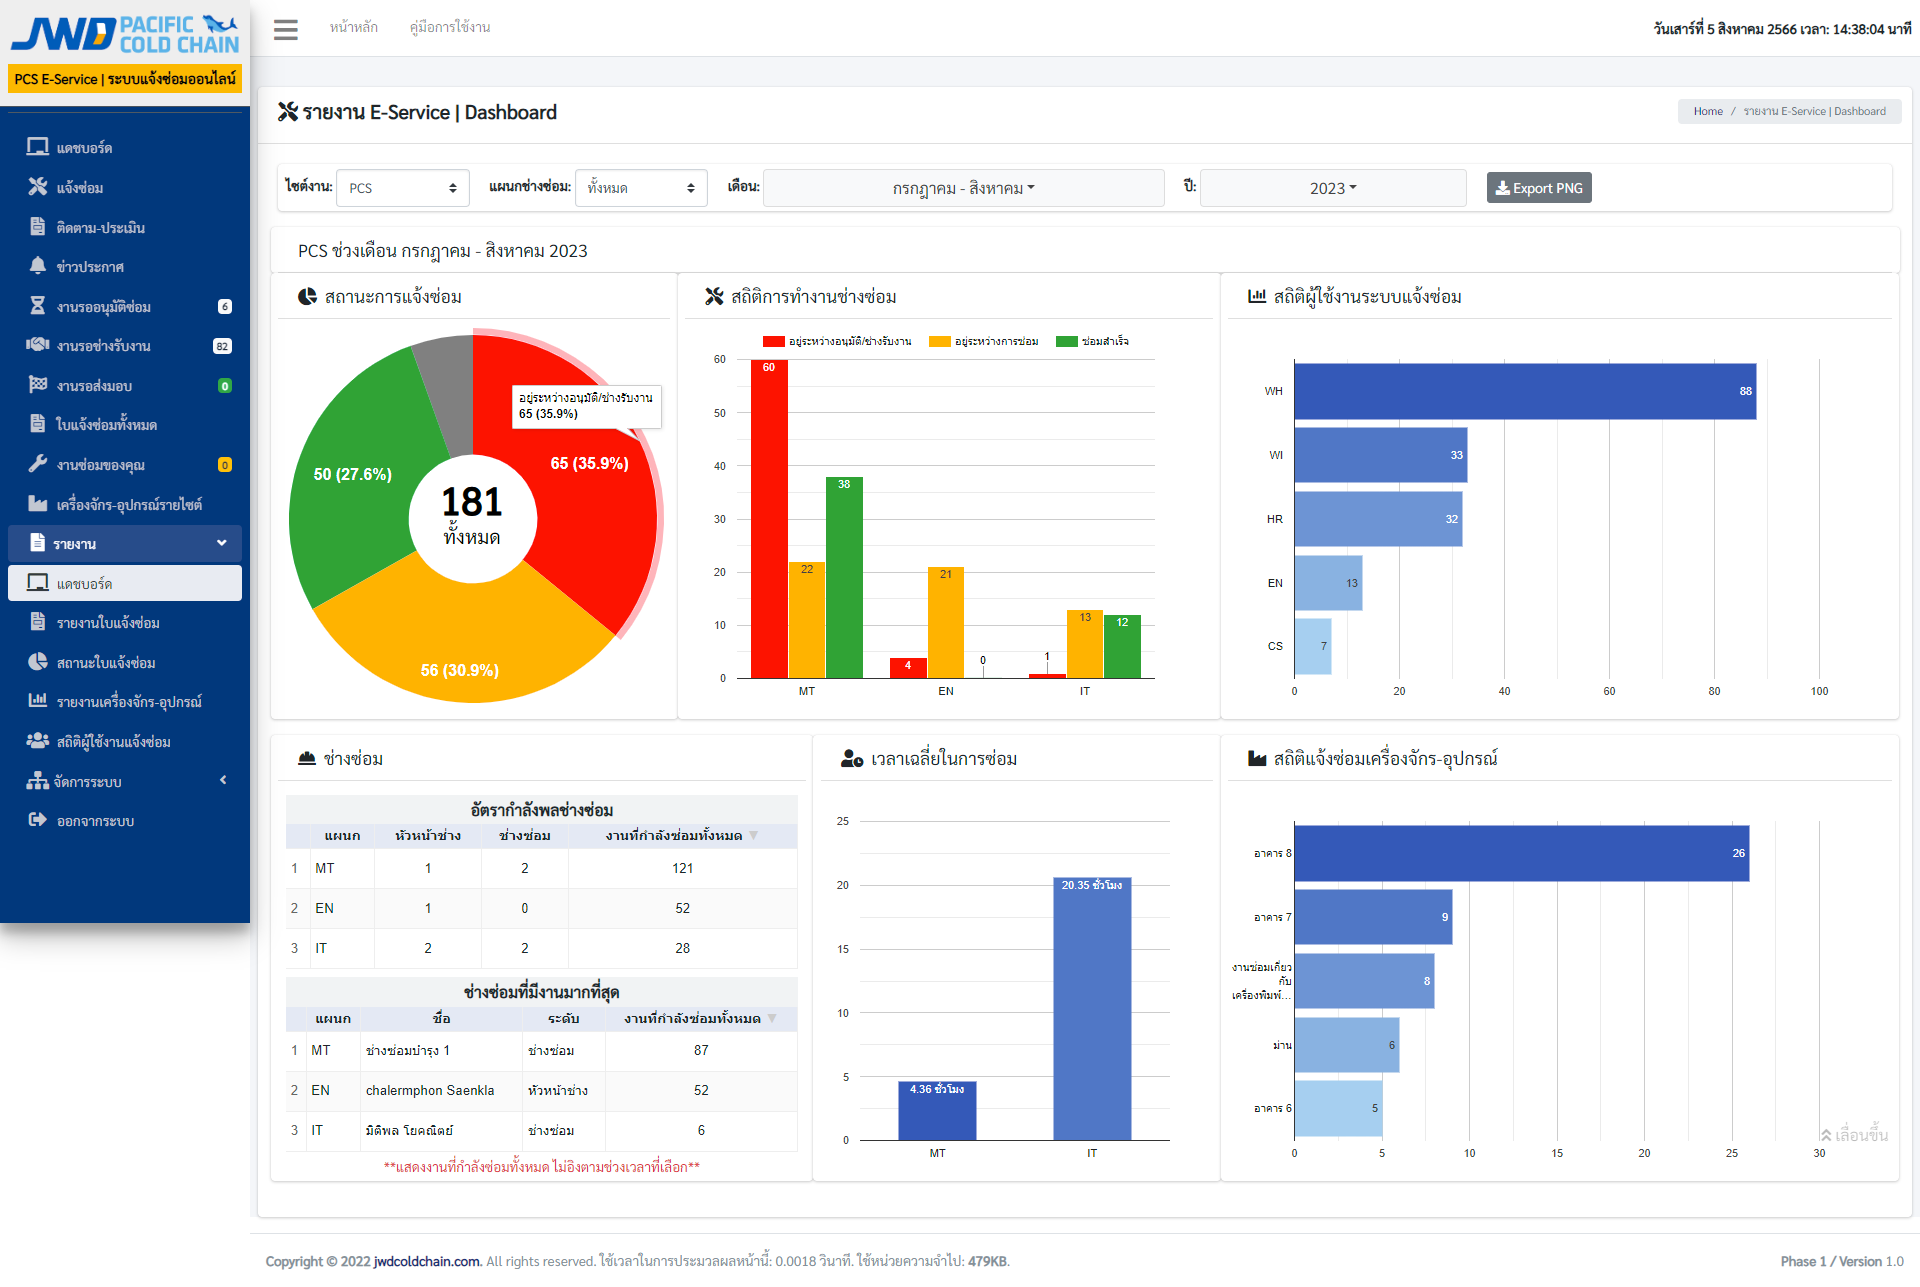 JWD PACIFIC COLD CHAIN
PCS E-Service | ระบบแจ้งซ่อมออนไลน์
แดชบอร์ด
แจ้งซ่อม
ติดตาม-ประเมิน
ข่าวประกาศ
งานรออนุมัติซ่อม 6
งานรอช่างรับงาน 82
งานรอส่งมอบ 0
ใบแจ้งซ่อมทั้งหมด
งานซ่อมของคุณ 0
เครื่องจักร-อุปกรณ์รายไซต์
รายงาน
แดชบอร์ด
รายงานใบแจ้งซ่อม
สถานะใบแจ้งซ่อม
รายงานเครื่องจักร-อุปกรณ์
สถิติผู้ใช้งานแจ้งซ่อม
จัดการระบบ
ออกจากระบบ
หน้าหลัก คู่มือการใช้งาน
วันเสาร์ที่ 5 สิงหาคม 2566 เวลา: 14:38:04 นาที
รายงาน E-Service | Dashboard
Home / รายงาน E-Service | Dashboard
ไซต์งาน: PCS แผนกช่างซ่อม: ทั้งหมด เดือน: กรกฎาคม - สิงหาคม ปี: 2023 Export PNG
PCS ช่วงเดือน กรกฎาคม - สิงหาคม 2023
สถานะการแจ้งซ่อม
อยู่ระหว่างอนุมัติ/ช่างรับงาน
65 (35.9%)
65 (35.9%)
50 (27.6%)
181
ทั้งหมด
56 (30.9%)
สถิติการทำงานช่างซ่อม
อยู่ระหว่างอนุมัติ/ช่างรับงาน อยู่ระหว่างการซ่อม ซ่อมสำเร็จ
60
50
40
30
20
10
0
60 22 38
4 21 0
1 13 12
MT EN IT
สถิติผู้ใช้งานระบบแจ้งซ่อม
WH 88
WI 33
HR 32
EN 13
CS 7
0 20 40 60 80 100
ช่างซ่อม
อัตรากำลังพลช่างซ่อม
แผนก หัวหน้าช่าง ช่างซ่อม งานที่กำลังซ่อมทั้งหมด
1 MT 1 2 121
2 EN 1 0 52
3 IT 2 2 28
ช่างซ่อมที่มีงานมากที่สุด
แผนก ชื่อ ระดับ งานที่กำลังซ่อมทั้งหมด
1 MT ช่างซ่อมบำรุง 1 ช่างซ่อม 87
2 EN chalermphon Saenkla หัวหน้าช่าง 52
3 IT มิติพล โยคณิตย์ ช่างซ่อม 6
**แสดงงานที่กำลังซ่อมทั้งหมด ไม่อิงตามช่วงเวลาที่เลือก**
เวลาเฉลี่ยในการซ่อม
25
20
15
10
5
0
4.36 ชั่วโมง
20.35 ชั่วโมง
MT IT
สถิติแจ้งซ่อมเครื่องจักร-อุปกรณ์
อาคาร 8 26
อาคาร 7 9
งานซ่อมเกี่ยว
กับ 8
เครื่องพิมพ์...
ม่าน 6
อาคาร 6 5
0 5 10 15 20 25 30
เลื่อนขึ้น
Copyright © 2022 jwdcoldchain.com. All rights reserved. ใช้เวลาในการประมวลผลหน้านี้: 0.0018 วินาที. ใช้หน่วยความจำไป: 479KB.
Phase 1 / Version 1.0